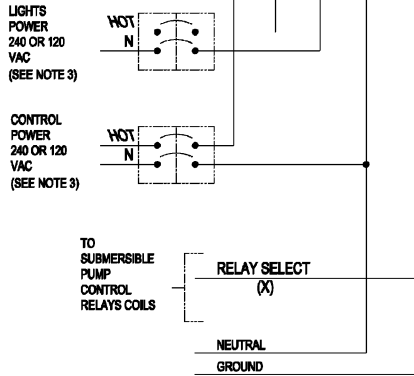 LIGHTS
POWER
240 OR 120
VAC
(SEE NOTE 3)
HOT
N
CONTROL
POWER
240 OR 120
VAC
(SEE NOTE 3)
HOT
N
TO
SUBMERSIBLE
PUMP
CONTROL
RELAYS COILS
RELAY SELECT
(X)
NEUTRAL
GROUND